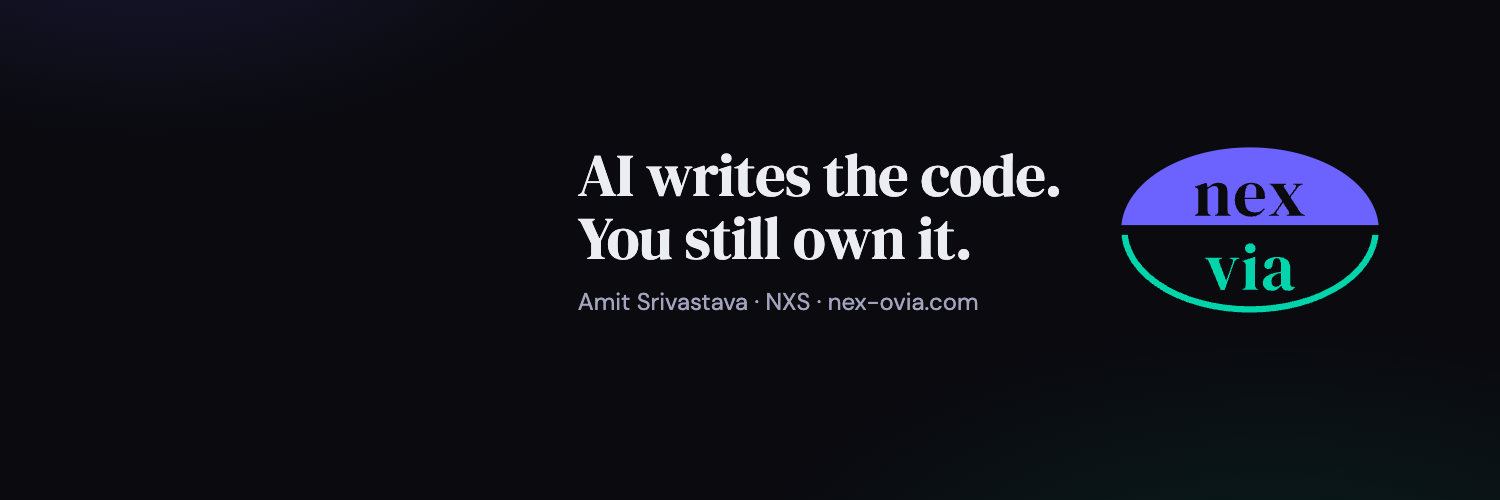 AI writes the code.
You still own it.
Amit Srivastava · NXS · nex-ovia.com
nex
via